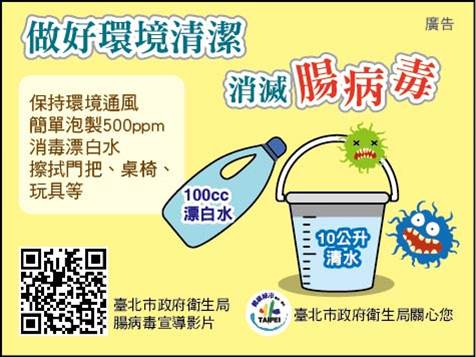 廣告
做好環境清潔
消滅腸病毒
保持環境通風
簡單泡製500ppm
消毒漂白水
擦拭門把、桌椅、
玩具等
100cc
漂白水
10公升
清水
臺北市政府衛生局
腸病毒宣導影片
TAIPEI
臺北市政府衛生局關心您